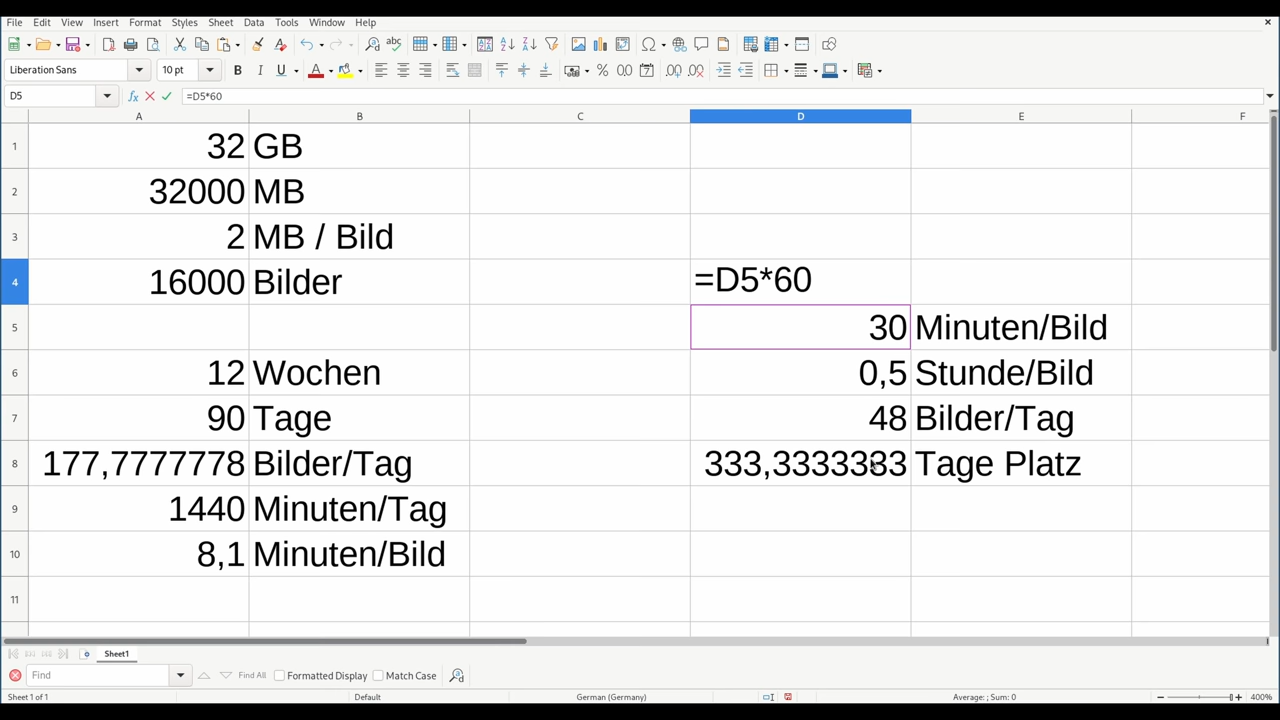 File Edit View Insert Format Styles Sheet Data Tools Window Help
Liberation Sans 10 pt
D5 =D5*60
A B C D E F
1 32 GB
2 32000 MB
3 2 MB / Bild
4 16000 Bilder =D5*60
5 30 Minuten/Bild
6 12 Wochen 0,5 Stunde/Bild
7 90 Tage 48 Bilder/Tag
8 177,7777778 Bilder/Tag 333,3333333 Tage Platz
9 1440 Minuten/Tag
10 8,1 Minuten/Bild
11
Sheet1
Find Find All Formatted Display Match Case
Sheet 1 of 1 Default German (Germany) Average: ; Sum: 0 400%